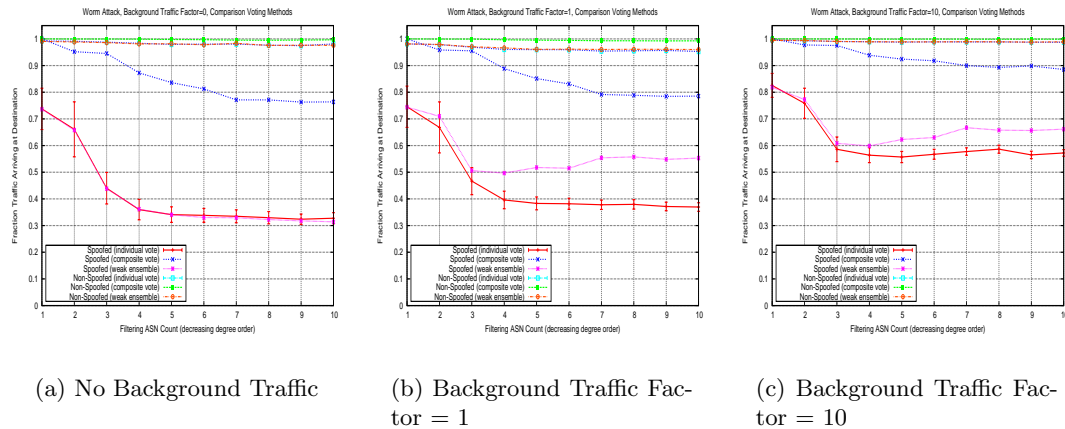 Worm Attack, Background Traffic Factor=0, Comparison Voting Methods
Fraction Traffic Arriving at Destination
1
0.9
0.8
0.7
0.6
0.5
0.4
0.3
0.2
0.1
0
Spoofed (individual vote)
Spoofed (composite vote)
Spoofed (weak ensemble)
Non-Spoofed (individual vote)
Non-Spoofed (composite vote)
Non-Spoofed (weak ensemble)
1 2 3 4 5 6 7 8 9 10
Filtering ASN Count (decreasing degree order)
(a) No Background Traffic
Worm Attack, Background Traffic Factor=1, Comparison Voting Methods
Fraction Traffic Arriving at Destination
1
0.9
0.8
0.7
0.6
0.5
0.4
0.3
0.2
0.1
0
Spoofed (individual vote)
Spoofed (composite vote)
Spoofed (weak ensemble)
Non-Spoofed (individual vote)
Non-Spoofed (composite vote)
Non-Spoofed (weak ensemble)
1 2 3 4 5 6 7 8 9 10
Filtering ASN Count (decreasing degree order)
(b) Background Traffic Fac-
tor = 1
Worm Attack, Background Traffic Factor=10, Comparison Voting Methods
Fraction Traffic Arriving at Destination
1
0.9
0.8
0.7
0.6
0.5
0.4
0.3
0.2
0.1
0
Spoofed (individual vote)
Spoofed (composite vote)
Spoofed (weak ensemble)
Non-Spoofed (individual vote)
Non-Spoofed (composite vote)
Non-Spoofed (weak ensemble)
1 2 3 4 5 6 7 8 9 10
Filtering ASN Count (decreasing degree order)
(c) Background Traffic Fac-
tor = 10